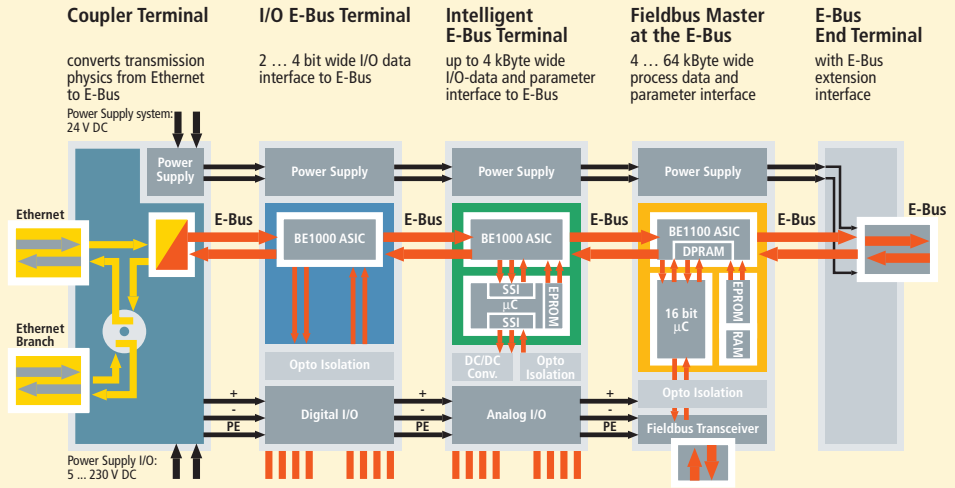 Coupler Terminal
converts transmission
physics from Ethernet
to E-Bus
I/O E-Bus Terminal
2 ... 4 bit wide I/O data
interface to E-Bus
Intelligent
E-Bus Terminal
up to 4 kByte wide
I/O-data and parameter
interface to E-Bus
Fieldbus Master
at the E-Bus
4 ... 64 kByte wide
process data and
parameter interface
E-Bus
End Terminal
with E-Bus
extension
interface
Power Supply system:
24 V DC
Power
Supply
Power Supply
Power Supply
Power Supply
Ethernet
E-Bus
E-Bus
E-Bus
E-Bus
E-Bus
BE1000 ASIC
BE1000 ASIC
BE1100 ASIC
DPRAM
SSI
µC
SSI
EPROM
16 bit
µC
EPROM
RAM
Ethernet
Branch
Opto Isolation
DC/DC
Conv.
Opto
Isolation
Opto Isolation
+
-
PE
Digital I/O
+
-
PE
Analog I/O
+
-
PE
Fieldbus Transceiver
Power Supply I/O:
5 ... 230 V DC